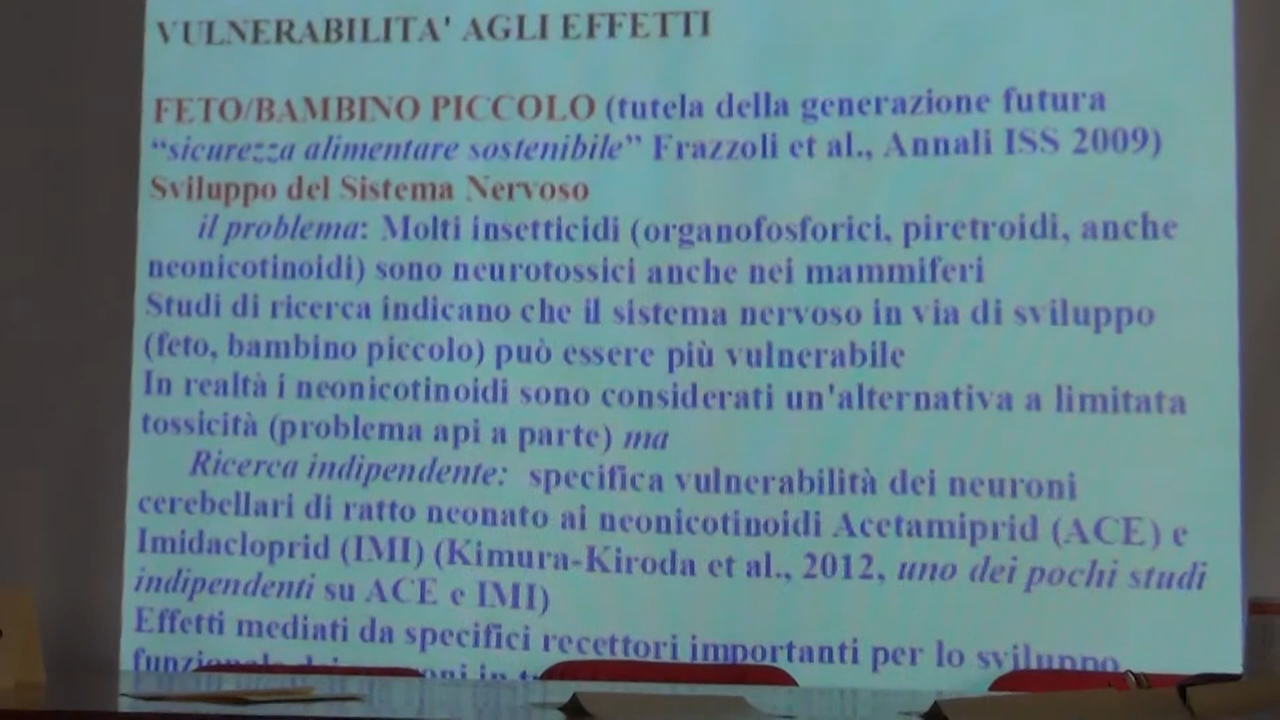 VULNERABILITA' AGLI EFFETTI
FETO/BAMBINO PICCOLO (tutela della generazione futura
“sicurezza alimentare sostenibile” Frazzoli et al., Annali ISS 2009)
Sviluppo del Sistema Nervoso
il problema: Molti insetticidi (organofosforici, piretroidi, anche
neonicotinoidi) sono neurotossici anche nei mammiferi
Studi di ricerca indicano che il sistema nervoso in via di sviluppo
(feto, bambino piccolo) può essere più vulnerabile
In realtà i neonicotinoidi sono considerati un'alternativa a limitata
tossicità (problema api a parte) ma
Ricerca indipendente: specifica vulnerabilità dei neuroni
cerebellari di ratto neonato ai neonicotinoidi Acetamiprid (ACE) e
Imidacloprid (IMI) (Kimura-Kiroda et al., 2012, uno dei pochi studi
indipendenti su ACE e IMI)
Effetti mediati da specifici recettori importanti per lo sviluppo